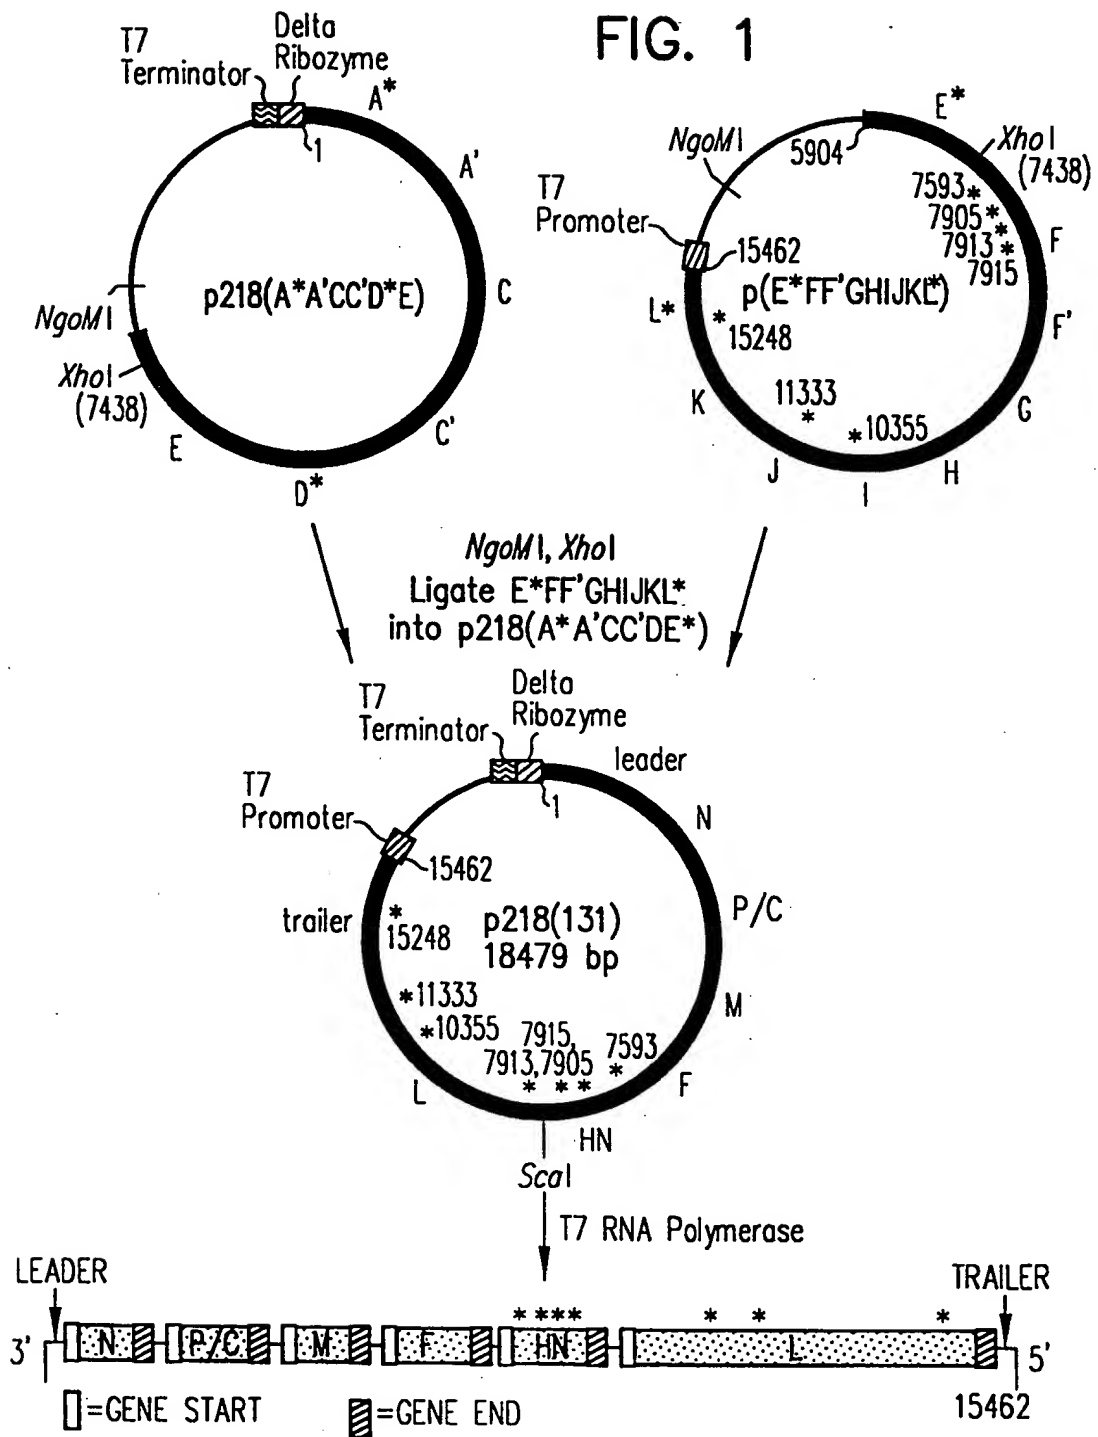 FIG. 1
T7
Terminator
Delta
Ribozyme
A*
1
A'
C
C'
D*
E
XhoI
(7438)
NgoMI
p218(A*A'CC'D*E)
E*
5904
XhoI
(7438)
NgoMI
T7
Promoter
15462
7593*
7905*
7913*
7915
F
F'
G
H
I
J
K
L*
p(E*FF'GHIJKL*)
*
15248
11333
*
*10355
NgoMI, XhoI
Ligate E*FF'GHIJKL*
into p218(A*A'CC'DE*)
T7
Terminator
Delta
Ribozyme
leader
1
T7
Promoter
15462
N
P/C
M
F
HN
L
trailer
p218(131)
18479 bp
*
15248
*11333
*10355
7915,
7913,7905
* * *
7593
*
ScaI
T7 RNA Polymerase
LEADER
TRAILER
* * * * * * *
3' N P/C M F HN L 5'
15462
=GENE START
=GENE END